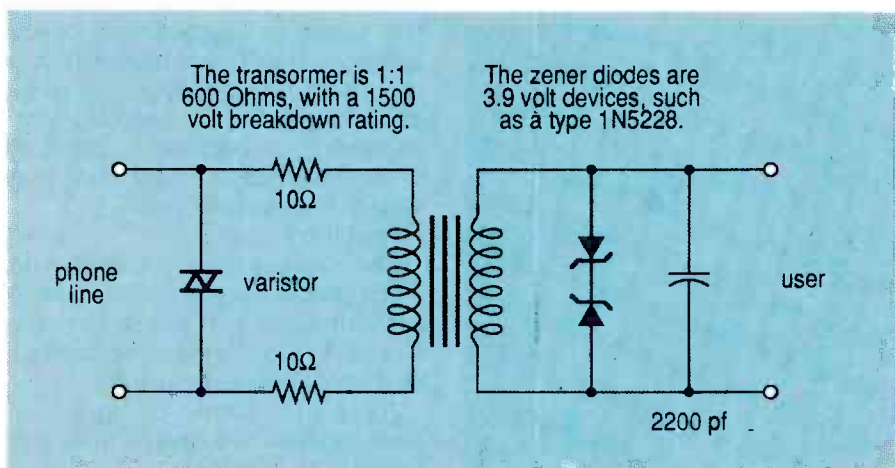 The transormer is 1:1
600 Ohms, with a 1500
volt breakdown rating.
The zener diodes are
3.9 volt devices, such
as à type 1N5228.
10Ω
phone
line
varistor
user
10Ω
2200 pf